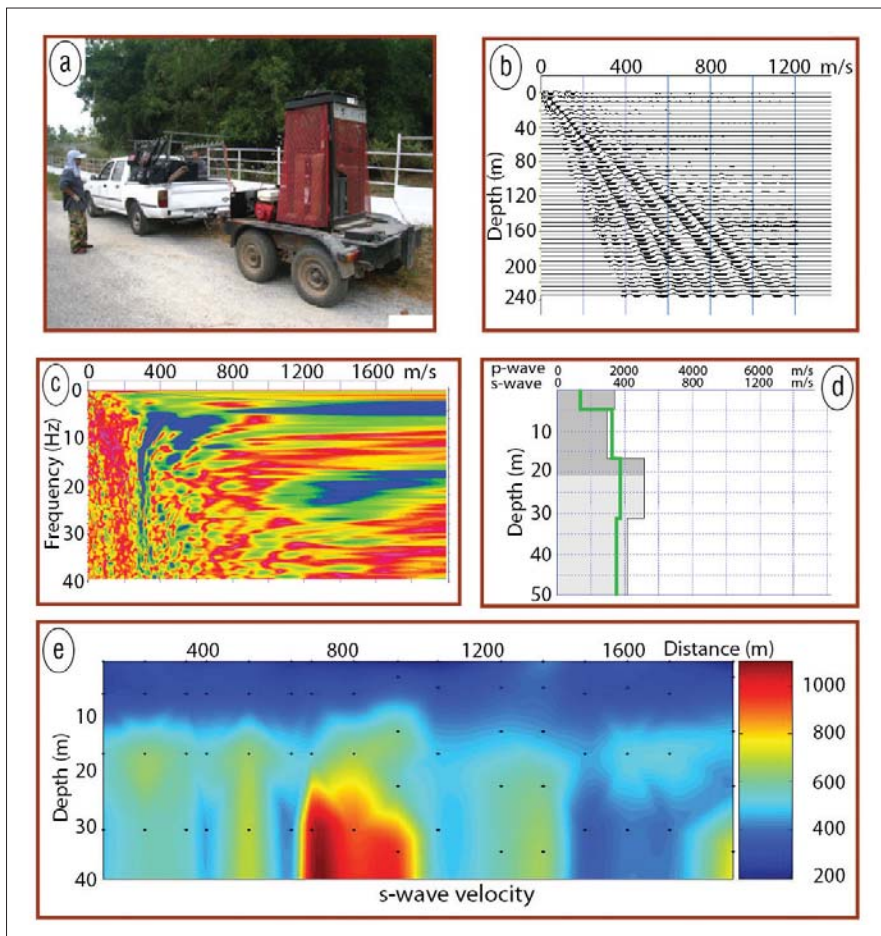 a
b
0 400 800 1200 m/s
0
40
80
120
160
200
240
Depth (m)
c
0 400 800 1600 m/s
0
10
20
30
40
Frequency (Hz)
d
p-wave 0 2000 4000 6000 m/s
s-wave 0 400 800 1200 m/s
10
20
30
40
50
Depth (m)
e
400 800 1200 1600 Distance (m)
10
20
30
40
Depth (m)
1000
800
600
400
200
s-wave velocity